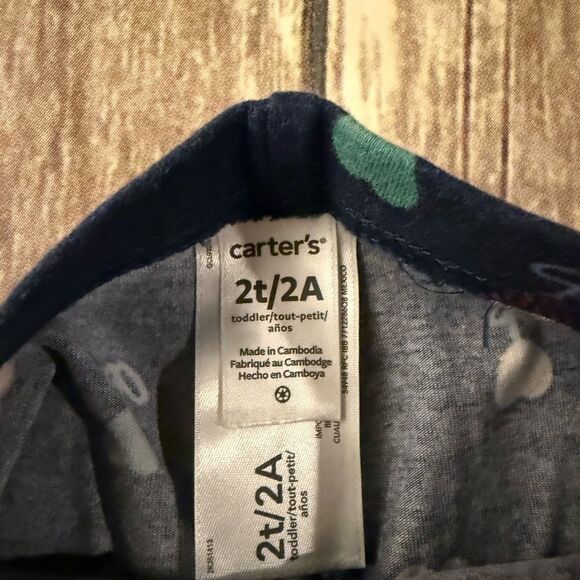 carter's®
2t/2A
toddler/tout-petit/
años
Made in Cambodia
Fabriqué au Cambodge
Hecho en Camboya
2t/2A
toddler/tout-petit/
años